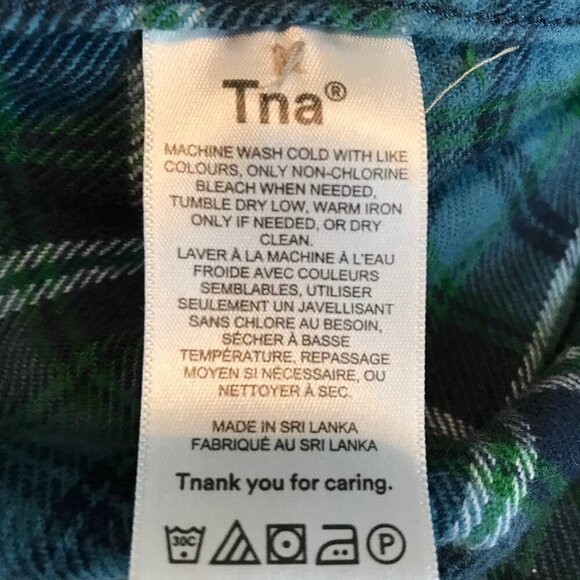 Tna®
MACHINE WASH COLD WITH LIKE
COLOURS, ONLY NON-CHLORINE
BLEACH WHEN NEEDED,
TUMBLE DRY LOW, WARM IRON
ONLY IF NEEDED, OR DRY
CLEAN.
LAVER À LA MACHINE À L'EAU
FROIDE AVEC COULEURS
SEMBLABLES, UTILISER
SEULEMENT UN JAVELLISANT
SANS CHLORE AU BESOIN,
SÉCHER À BASSE
TEMPÉRATURE, REPASSAGE
MOYEN SI NÉCESSAIRE, OU
NETTOYER À SEC.
MADE IN SRI LANKA
FABRIQUÉ AU SRI LANKA
Tnank you for caring.
30C P